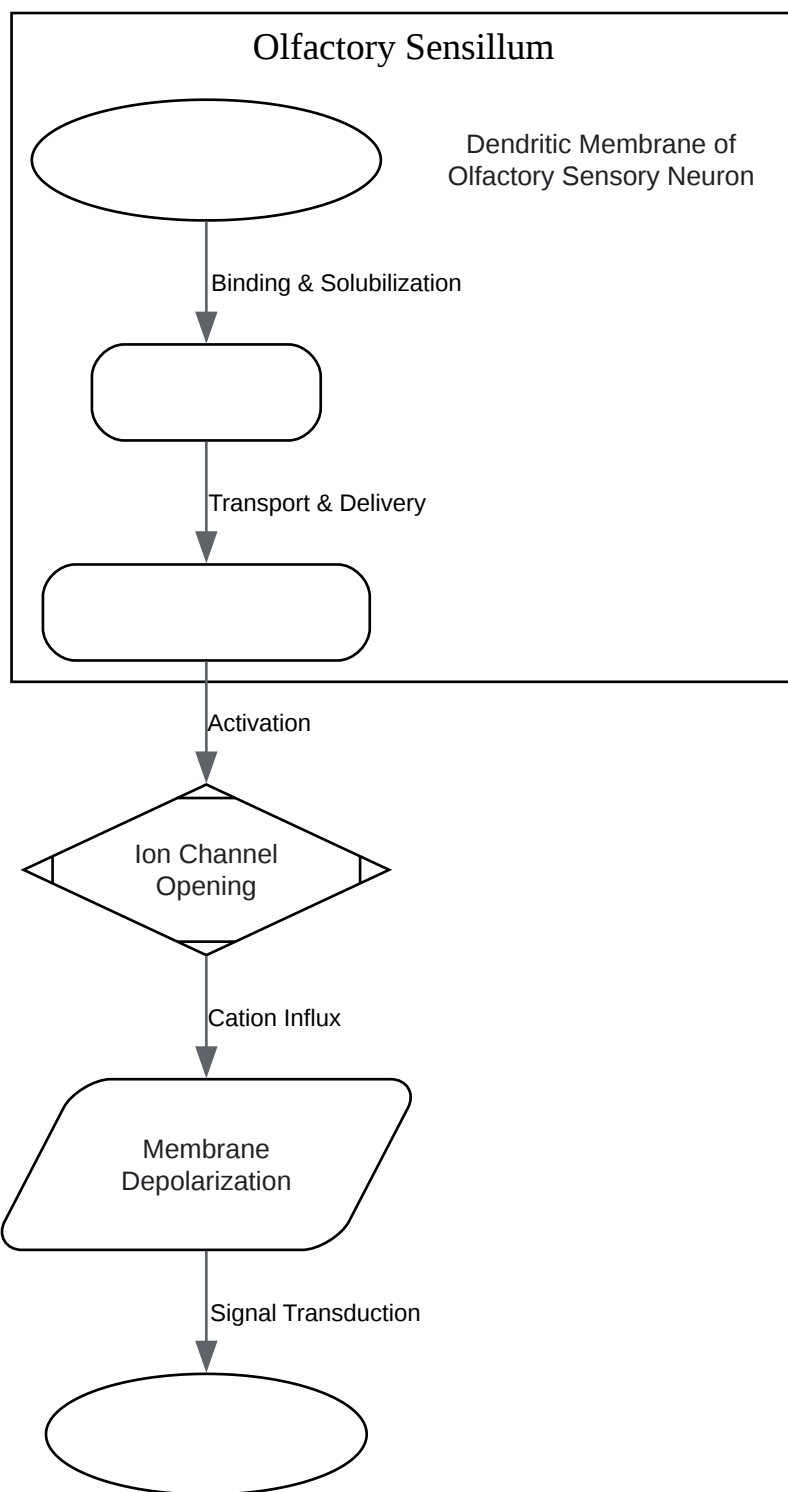 Olfactory Sensillum
Dendritic Membrane of
Olfactory Sensory Neuron
Binding & Solubilization
Transport & Delivery
Activation
Ion Channel
Opening
Cation Influx
Membrane
Depolarization
Signal Transduction